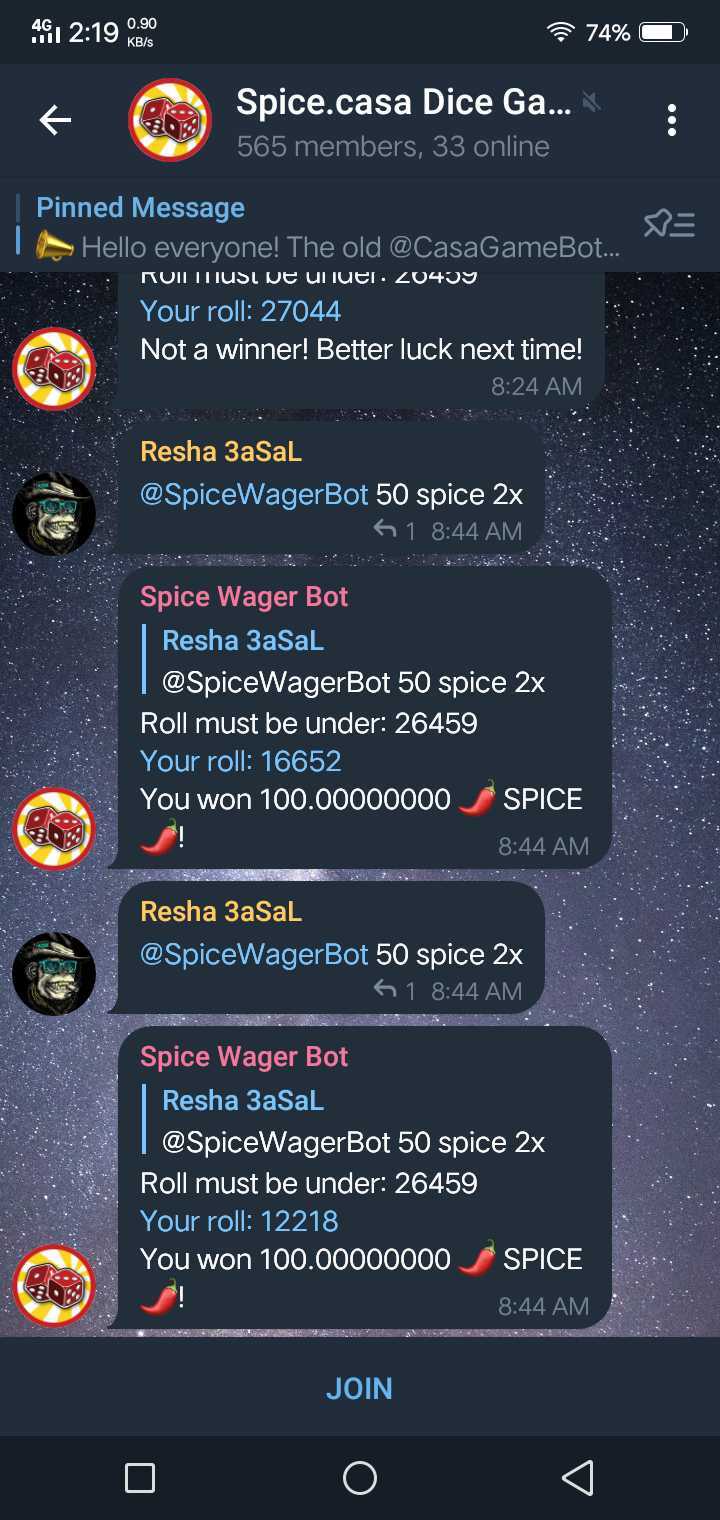 4G 2:19 0.90 KB/s 74%
Spice.casa Dice Ga...
565 members, 33 online
Pinned Message
Hello everyone! The old @CasaGameBot...
Roll must be under: 26459
Your roll: 27044
Not a winner! Better luck next time!
8:24 AM
Resha 3aSaL
@SpiceWagerBot 50 spice 2x
1 8:44 AM
Spice Wager Bot
Resha 3aSaL
@SpiceWagerBot 50 spice 2x
Roll must be under: 26459
Your roll: 16652
You won 100.00000000 🌶 SPICE
🌶!
8:44 AM
Resha 3aSaL
@SpiceWagerBot 50 spice 2x
1 8:44 AM
Spice Wager Bot
Resha 3aSaL
@SpiceWagerBot 50 spice 2x
Roll must be under: 26459
Your roll: 12218
You won 100.00000000 🌶 SPICE
🌶!
8:44 AM
JOIN